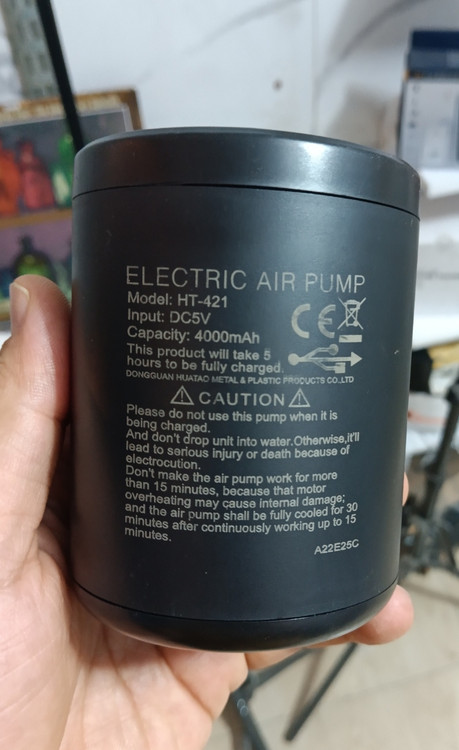 ELECTRIC AIR PUMP
Model: HT-421
Input: DC5V
Capacity: 4000mAh
This product will take 5
hours to be fully charged.
DONGGUAN HUATAO METAL & PLASTIC PRODUCTS CO.,LTD
CE
CAUTION
Please do not use this pump when it is
being charged.
And don't drop unit into water.Otherwise,it'll
lead to serious injury or death because of
electrocution.
Don't make the air pump work for more
than 15 minutes, because that motor
overheating may cause internal damage;
and the air pump shall be fully cooled for 30
minutes after continuously working up to 15
minutes.
A22E25C